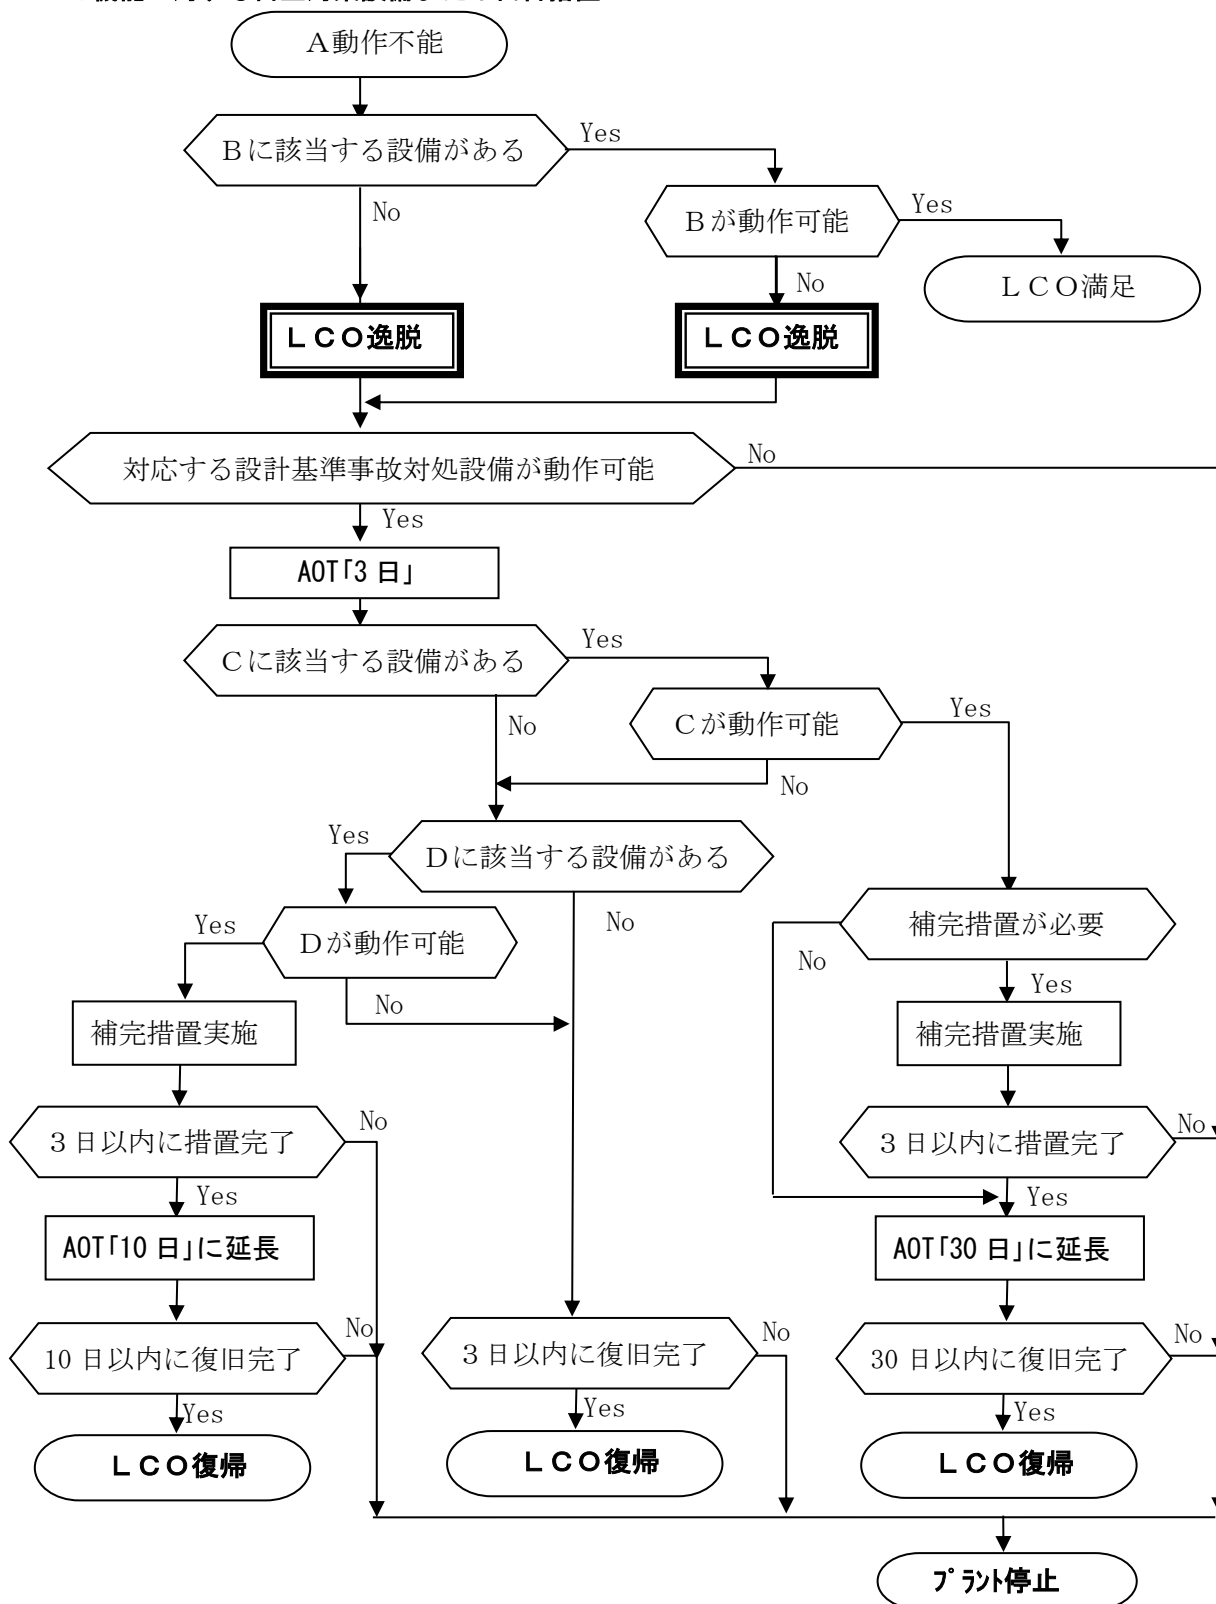 Ａ動作不能
Ｂに該当する設備がある
Yes
No
Ｂが動作可能
Yes
No
ＬＣＯ満足
ＬＣＯ逸脱
ＬＣＯ逸脱
対応する設計基準事故対処設備が動作可能
No
Yes
AOT「3 日」
Ｃに該当する設備がある
Yes
No
Ｃが動作可能
Yes
No
Ｄに該当する設備がある
Yes
No
Ｄが動作可能
Yes
No
補完措置が必要
No
Yes
補完措置実施
補完措置実施
３日以内に措置完了
No
Yes
３日以内に措置完了
No
Yes
AOT「10 日」に延長
AOT「30 日」に延長
10 日以内に復旧完了
No
Yes
３日以内に復旧完了
No
Yes
30 日以内に復旧完了
No
Yes
ＬＣＯ復帰
ＬＣＯ復帰
ＬＣＯ復帰
ﾌﾟﾗﾝﾄ停止